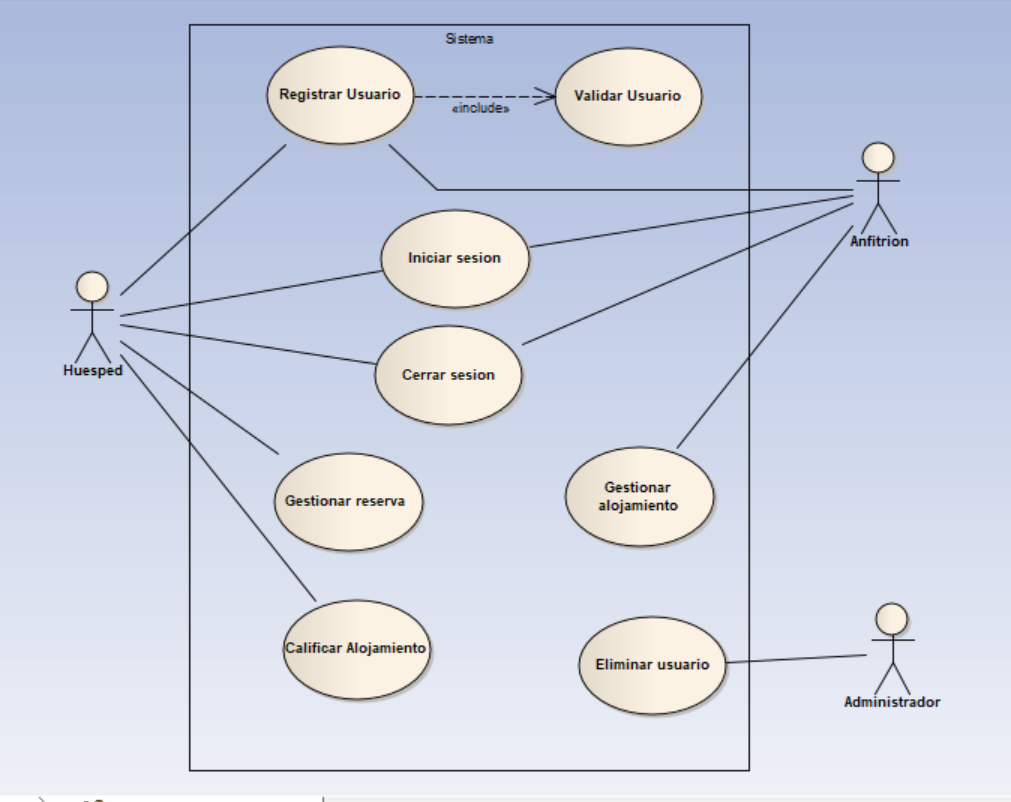 Sistema
Registrar Usuario
«include»
Validar Usuario
Anfitrion
Iniciar sesion
Huesped
Cerrar sesion
Gestionar reserva
Gestionar
alojamiento
Calificar Alojamiento
Eliminar usuario
Administrador